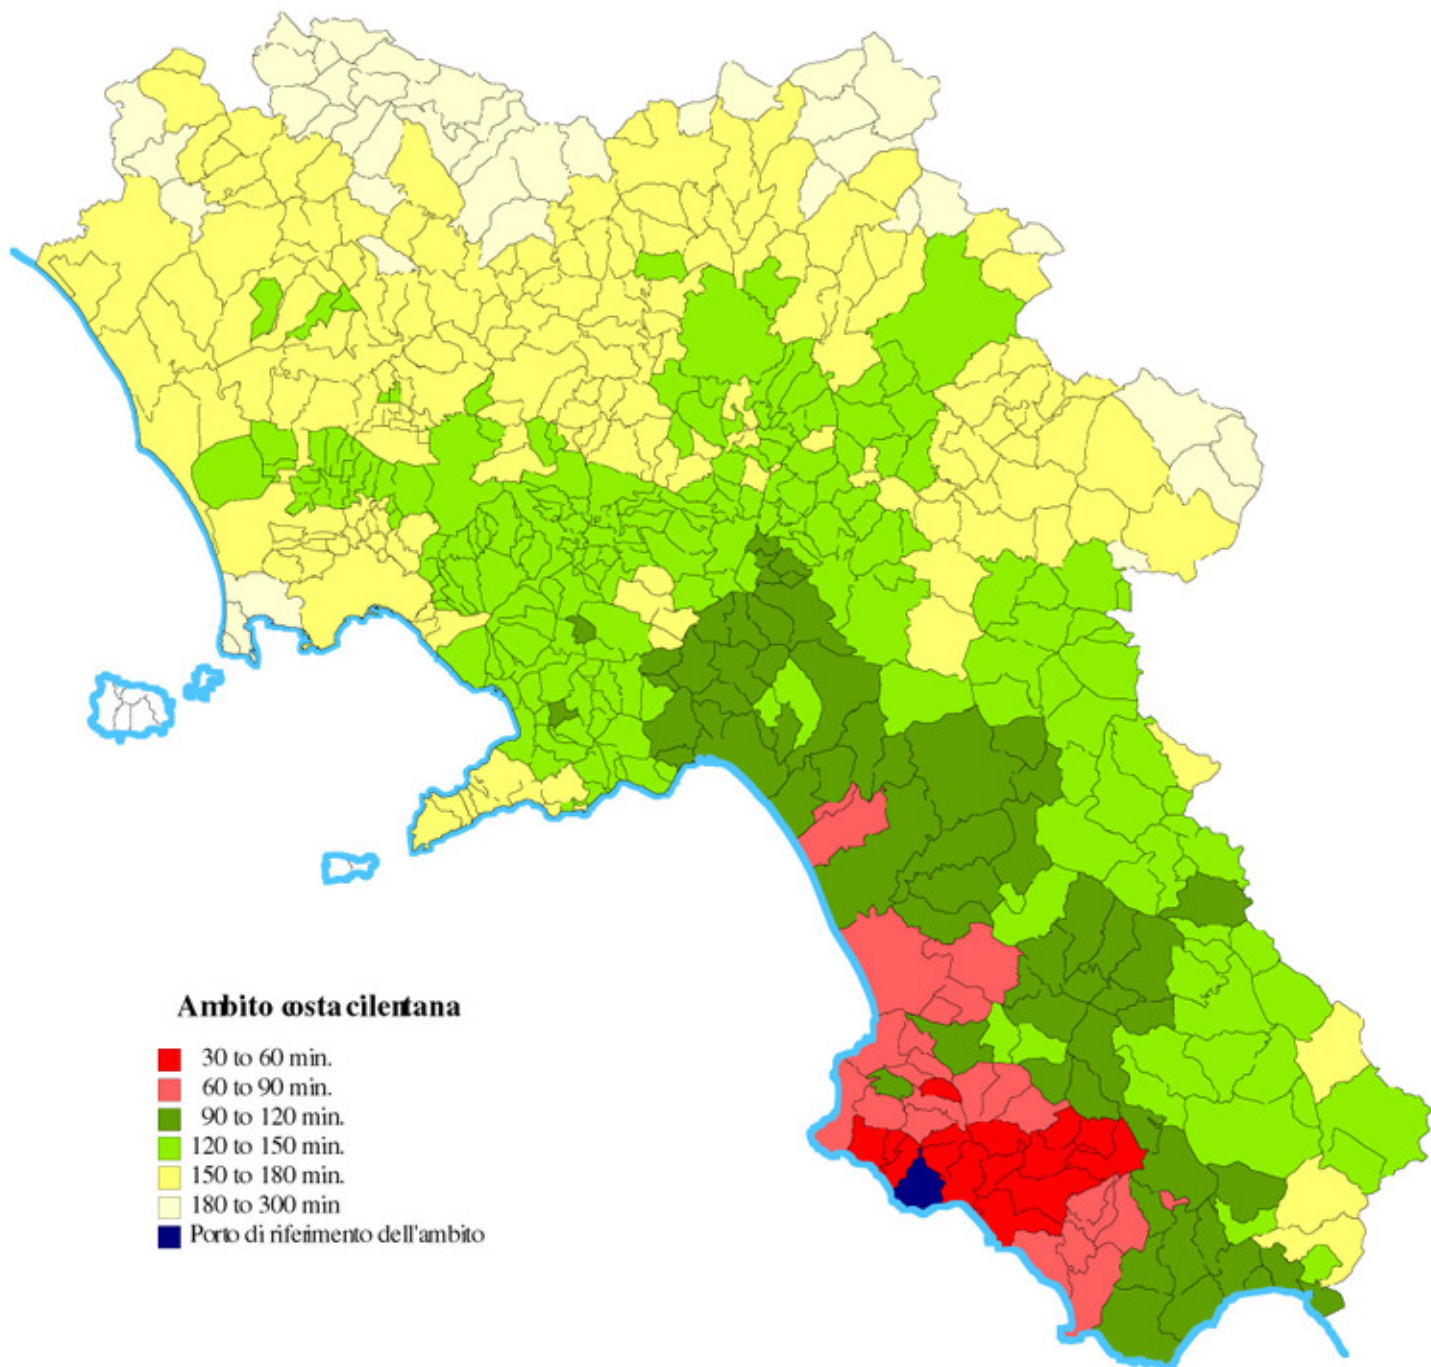 Ambito costa cilentana
30 to 60 min.
60 to 90 min.
90 to 120 min.
120 to 150 min.
150 to 180 min.
180 to 300 min
Porto di riferimento dell'ambito